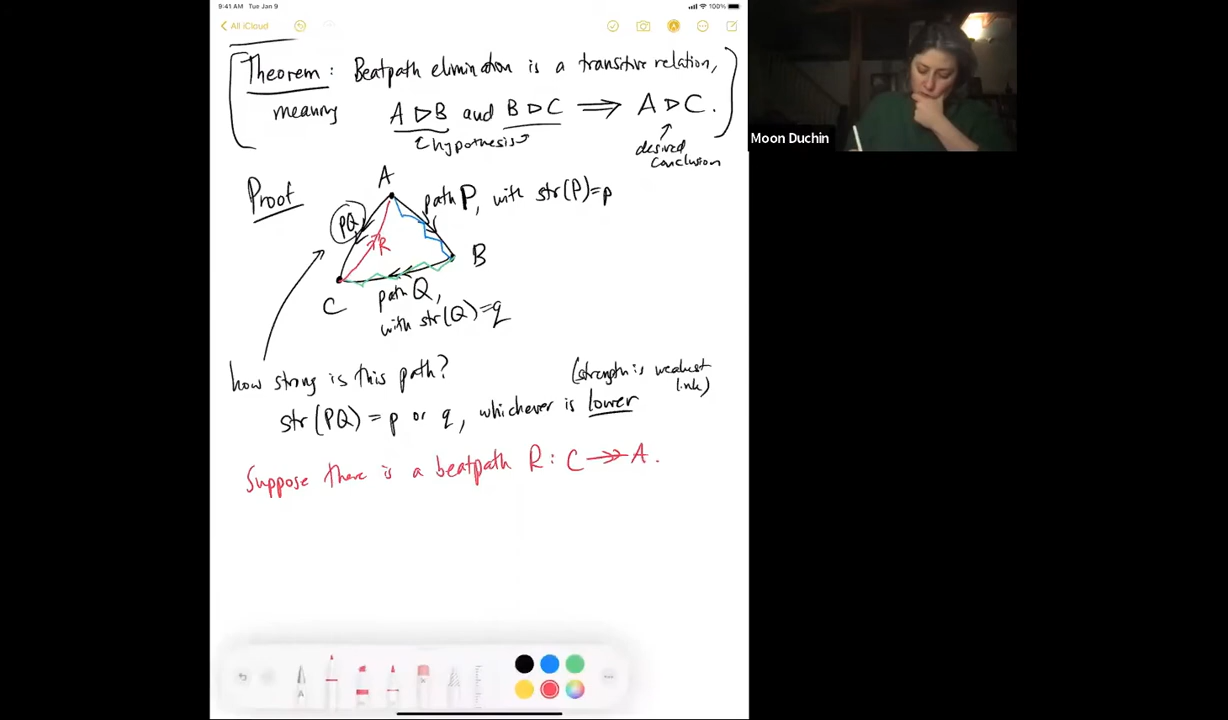 9:41 AM Tue Jan 9
100%
All iCloud
Theorem: Beatpath elimination is a transitive relation,
meaning A ▷ B and B ▷ C ⟹ A ▷ C.
hypothesis
desired
conclusion
Proof
A
path P, with str(P)=p
PQ
R
B
C
path Q,
with str(Q)=q
how strong is this path?
(strength is weakest
link)
str(PQ) = p or q, whichever is lower
Suppose there is a beatpath R: C ↠ A.
A
Moon Duchin